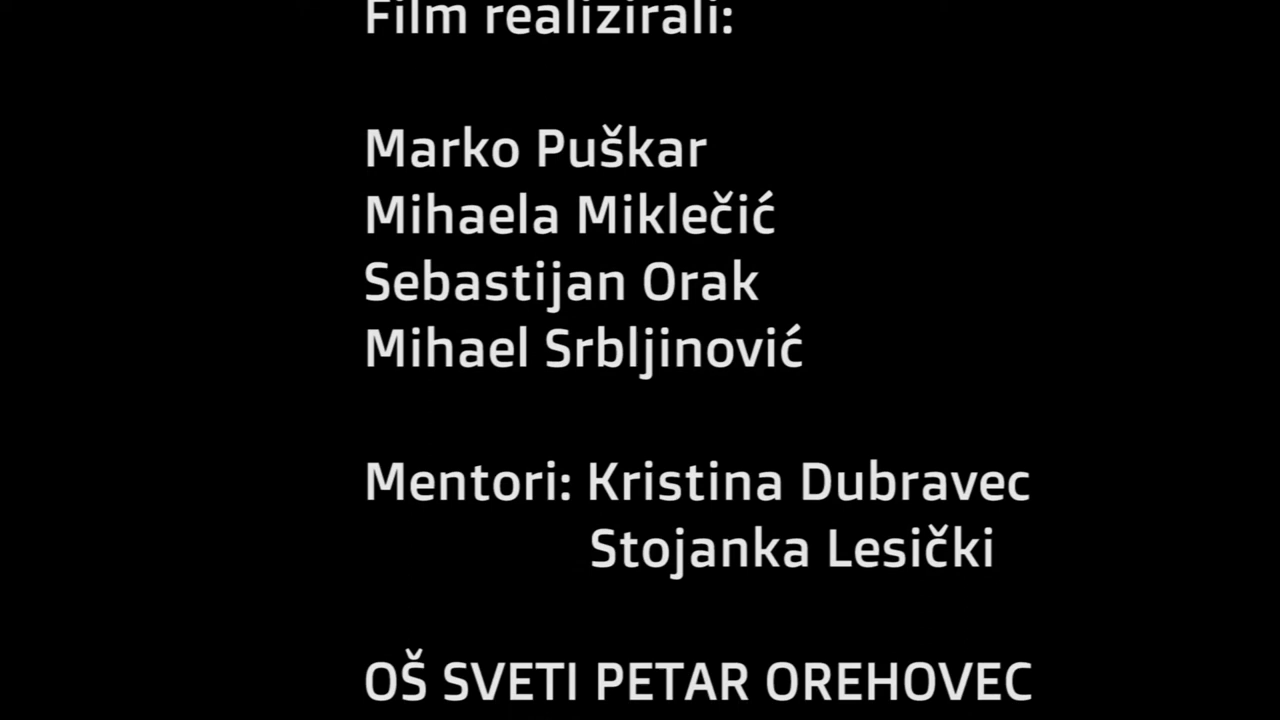 Film realizirali:
Marko Puškar
Mihaela Miklečić
Sebastijan Orak
Mihael Srbljinović
Mentori: Kristina Dubravec
Stojanka Lesički
OŠ SVETI PETAR OREHOVEC